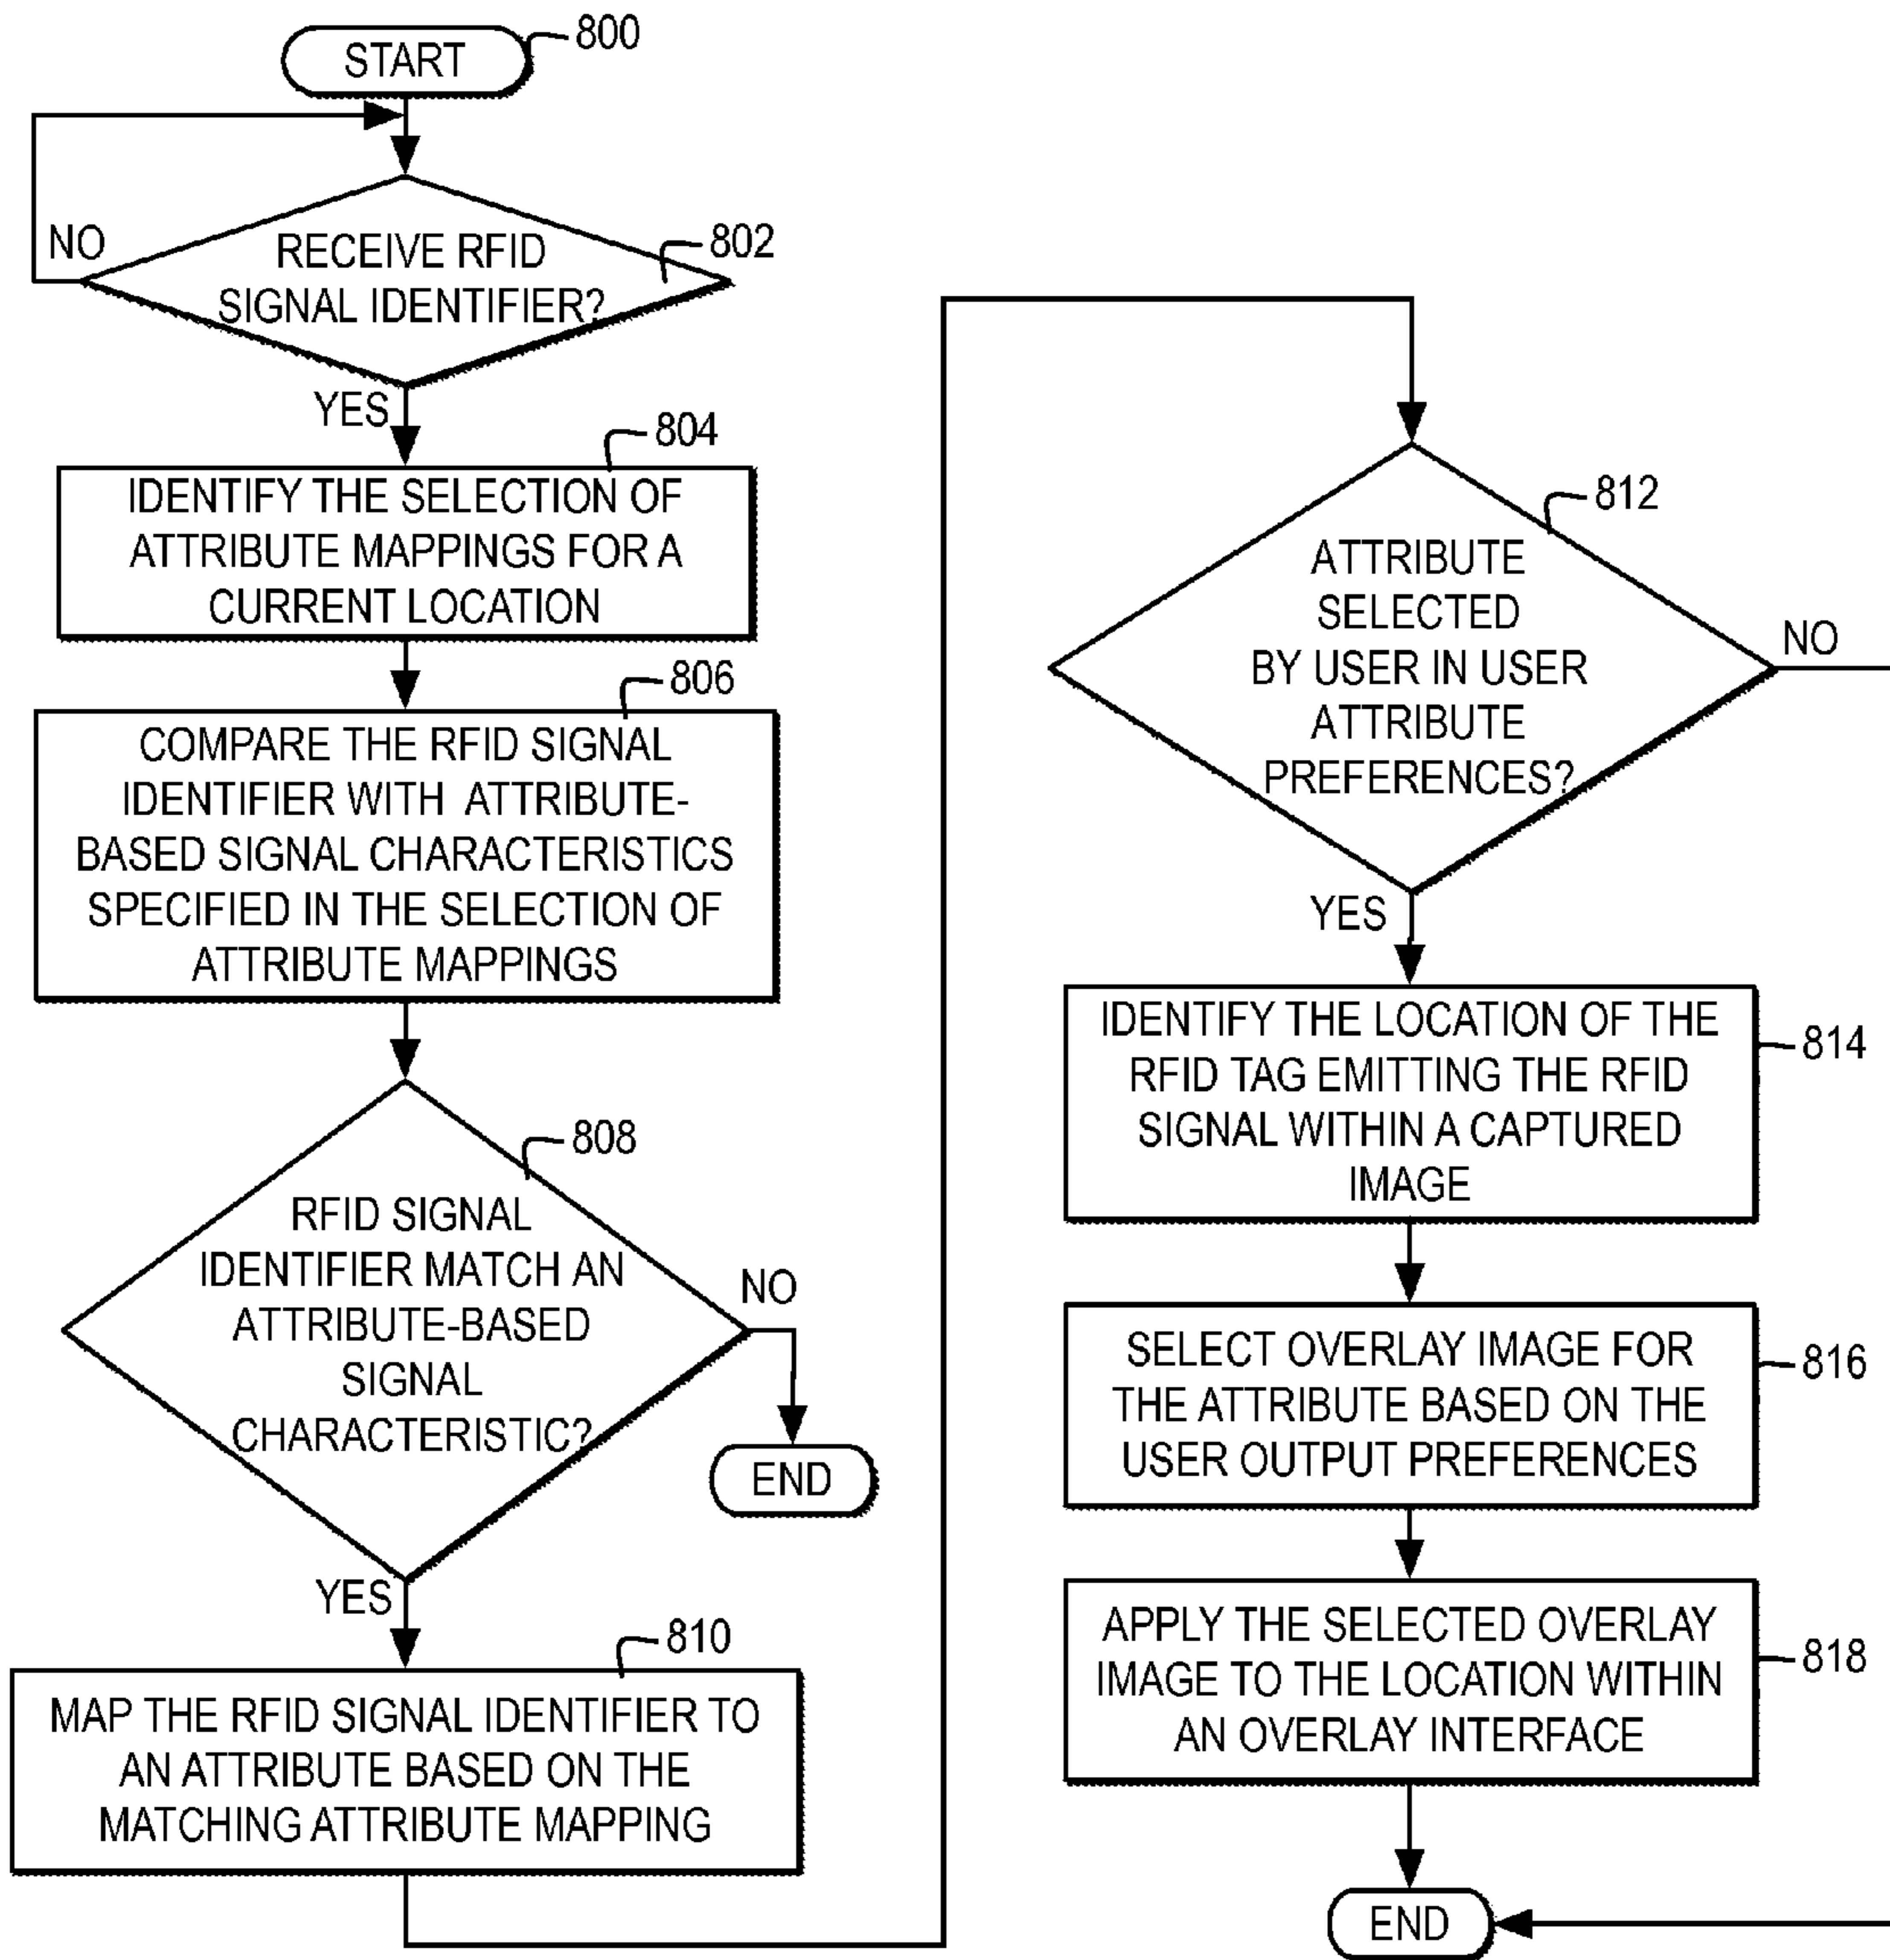 START
800
NO
RECEIVE RFID
SIGNAL IDENTIFIER?
802
YES
804
IDENTIFY THE SELECTION OF
ATTRIBUTE MAPPINGS FOR A
CURRENT LOCATION
806
COMPARE THE RFID SIGNAL
IDENTIFIER WITH ATTRIBUTE-
BASED SIGNAL CHARACTERISTICS
SPECIFIED IN THE SELECTION OF
ATTRIBUTE MAPPINGS
808
RFID SIGNAL
IDENTIFIER MATCH AN
ATTRIBUTE-BASED
SIGNAL
CHARACTERISTIC?
NO
END
YES
810
MAP THE RFID SIGNAL IDENTIFIER TO
AN ATTRIBUTE BASED ON THE
MATCHING ATTRIBUTE MAPPING
812
ATTRIBUTE
SELECTED
BY USER IN USER
ATTRIBUTE
PREFERENCES?
NO
YES
IDENTIFY THE LOCATION OF THE
RFID TAG EMITTING THE RFID
SIGNAL WITHIN A CAPTURED
IMAGE
814
SELECT OVERLAY IMAGE FOR
THE ATTRIBUTE BASED ON THE
USER OUTPUT PREFERENCES
816
APPLY THE SELECTED OVERLAY
IMAGE TO THE LOCATION WITHIN
AN OVERLAY INTERFACE
818
END